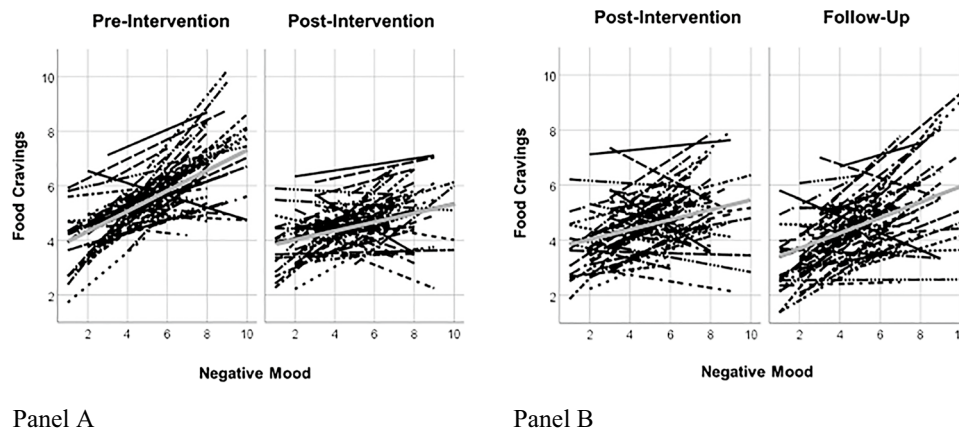 Pre-Intervention Post-Intervention
Food Cravings
10
8
6
4
2
2 4 6 8 10 2 4 6 8 10
Negative Mood
Panel A
Post-Intervention Follow-Up
Food Cravings
10
8
6
4
2
2 4 6 8 10 2 4 6 8 10
Negative Mood
Panel B